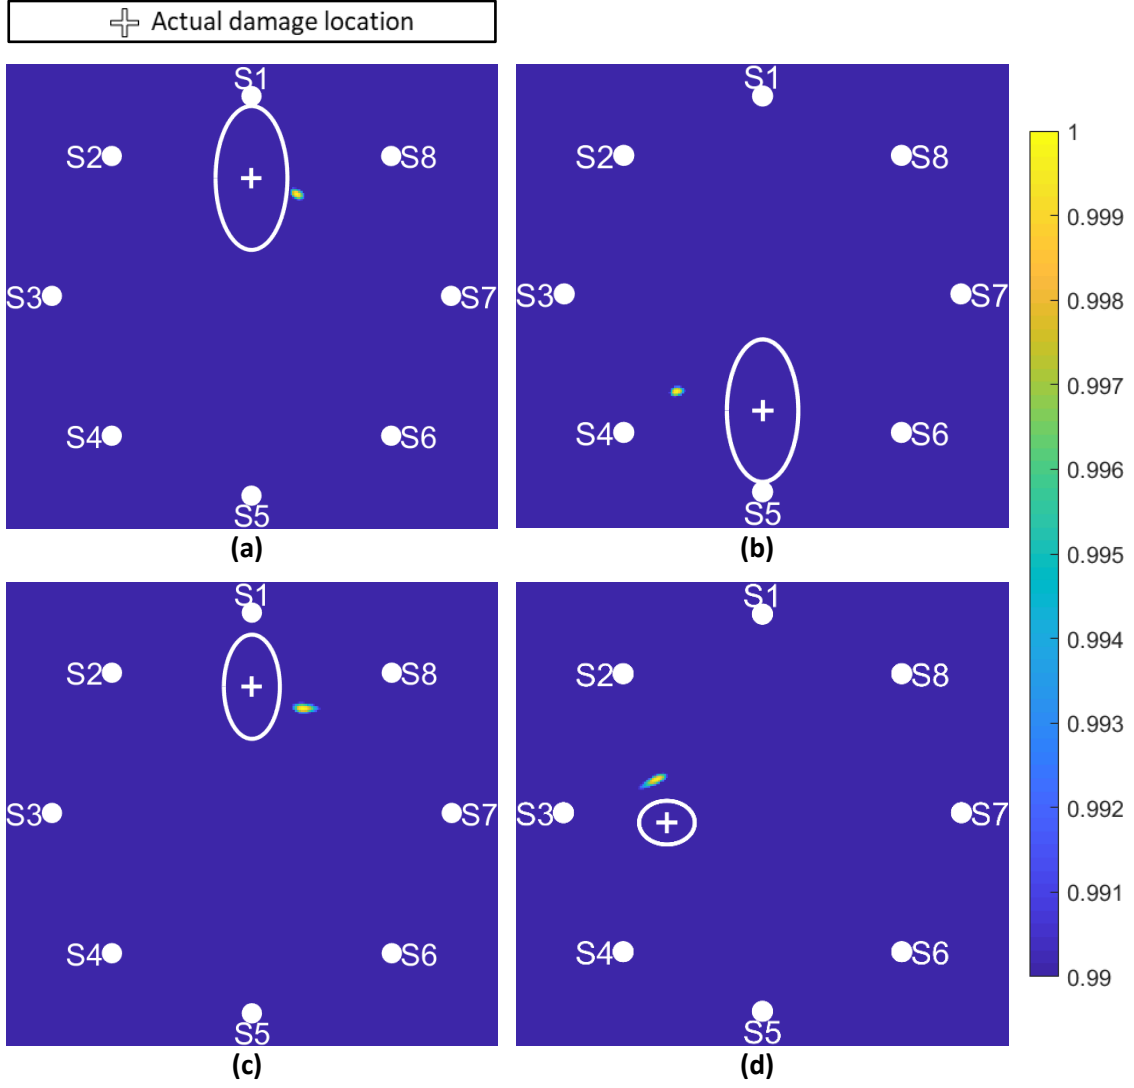 Actual damage location
S1
S2
S8
S3
S7
S4
S6
S5
(a)
S1
S2
S8
S3
S7
S4
S6
S5
(b)
S1
S2
S8
S3
S7
S4
S6
S5
(c)
S1
S2
S8
S3
S7
S4
S6
S5
(d)
1
0.999
0.998
0.997
0.996
0.995
0.994
0.993
0.992
0.991
0.99